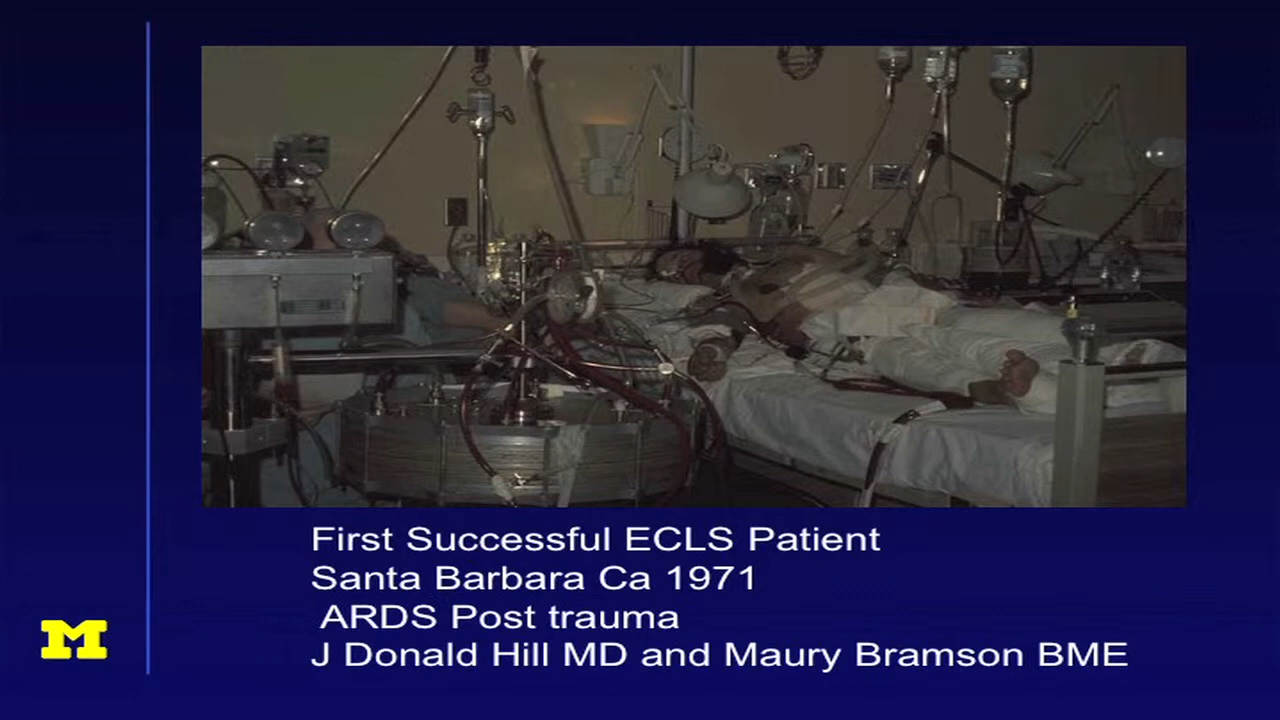 First Successful ECLS Patient
Santa Barbara Ca 1971
ARDS Post trauma
J Donald Hill MD and Maury Bramson BME
M